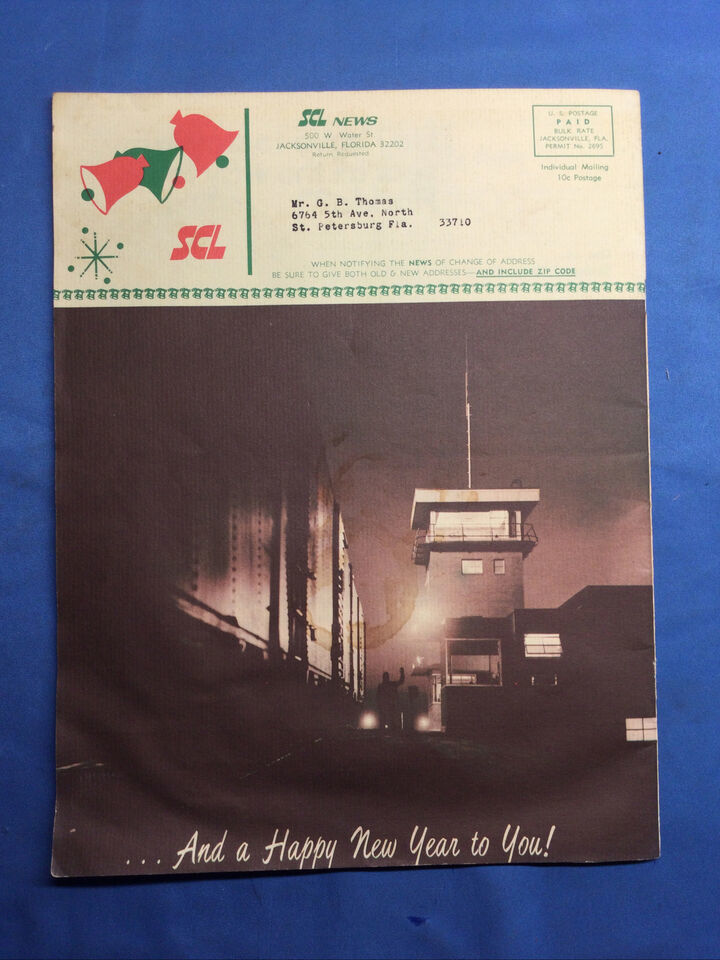 SCL NEWS
500 W Water St
JACKSONVILLE, FLORIDA 32202
Return Requested
U. S. POSTAGE
PAID
BULK RATE
JACKSONVILLE, FLA.
PERMIT No. 2695
Individual Mailing
10c Postage
Mr. G. B. Thomas
6764 5th Ave. North
St. Petersburg Fla. 33710
SCL
WHEN NOTIFYING THE NEWS OF CHANGE OF ADDRESS
BE SURE TO GIVE BOTH OLD & NEW ADDRESSES—AND INCLUDE ZIP CODE
. . . And a Happy New Year to You!